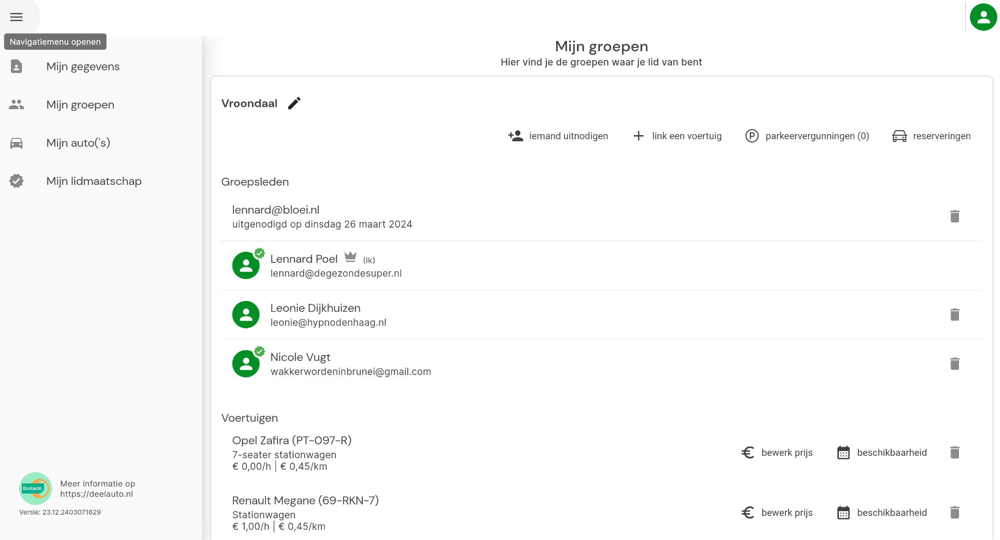 Navigatiemenu openen
Mijn gegevens
Mijn groepen
Mijn auto('s)
Mijn lidmaatschap
Deelauto
Meer informatie op
https://deelauto.nl
Versie: 23.12.2403071629
Mijn groepen
Hier vind je de groepen waar je lid van bent
Vroondaal
iemand uitnodigen
link een voertuig
parkeervergunningen (0)
reserveringen
Groepsleden
lennard@bloei.nl
uitgenodigd op dinsdag 26 maart 2024
Lennard Poel (ik)
lennard@degezondesuper.nl
Leonie Dijkhuizen
leonie@hypnodenhaag.nl
Nicole Vugt
wakkerwordeninbrunei@gmail.com
Voertuigen
Opel Zafira (PT-097-R)
7-seater stationwagen
€ 0,00/h | € 0,45/km
€ bewerk prijs
beschikbaarheid
Renault Megane (69-RKN-7)
Stationwagen
€ 1,00/h | € 0,45/km
€ bewerk prijs
beschikbaarheid